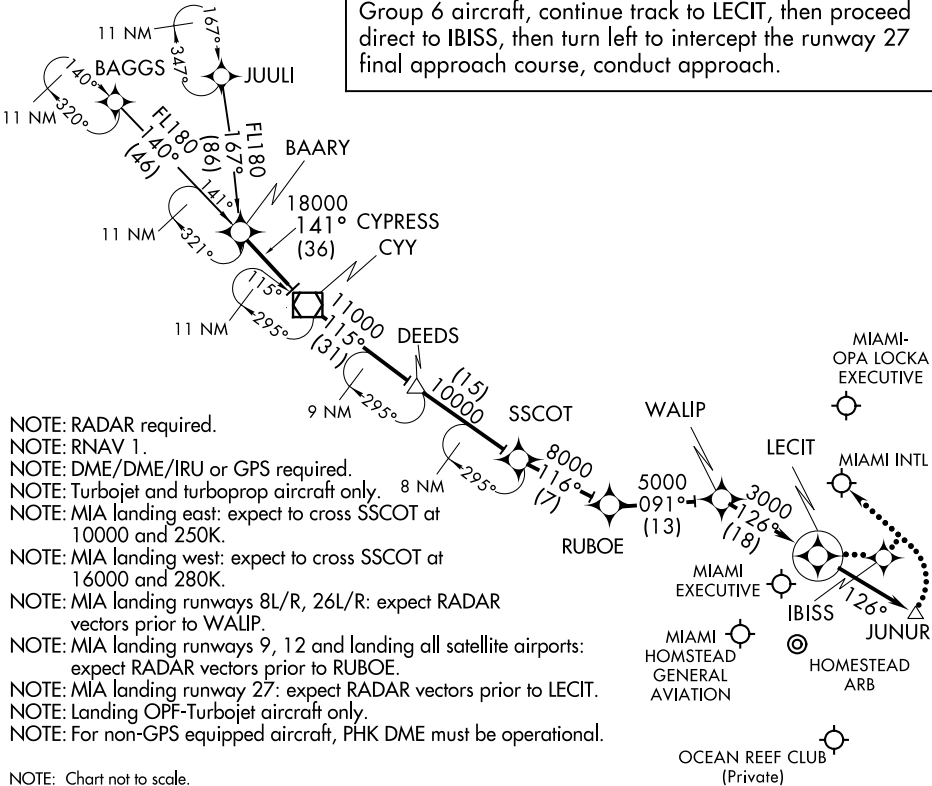 Group 6 aircraft, continue track to LECIT, then proceed
direct to IBISS, then turn left to intercept the runway 27
final approach course, conduct approach.
11 NM
167°
347°
JUULI
BAGGS
140°
320°
11 NM
FL180
140°
(46)
FL180
167°
(86)
BAARY
141°
321°
11 NM
18000
141°
(36)
CYPRESS
CYY
115°
295°
11 NM
11000
115°
(31)
DEEDS
295°
9 NM
(15)
10000
SSCOT
295°
8 NM
8000
116°
(7)
RUBOE
5000
091°
(13)
WALIP
3000
126°
(18)
LECIT
MIAMI-
OPA LOCKA
EXECUTIVE
MIAMI INTL
MIAMI
EXECUTIVE
IBISS
126°
JUNUR
MIAMI
HOMSTEAD
GENERAL
AVIATION
HOMESTEAD
ARB
OCEAN REEF CLUB
(Private)
NOTE: RADAR required.
NOTE: RNAV 1.
NOTE: DME/DME/IRU or GPS required.
NOTE: Turbojet and turboprop aircraft only.
NOTE: MIA landing east: expect to cross SSCOT at
10000 and 250K.
NOTE: MIA landing west: expect to cross SSCOT at
16000 and 280K.
NOTE: MIA landing runways 8L/R, 26L/R: expect RADAR
vectors prior to WALIP.
NOTE: MIA landing runways 9, 12 and landing all satellite airports:
expect RADAR vectors prior to RUBOE.
NOTE: MIA landing runway 27: expect RADAR vectors prior to LECIT.
NOTE: Landing OPF-Turbojet aircraft only.
NOTE: For non-GPS equipped aircraft, PHK DME must be operational.
NOTE: Chart not to scale.